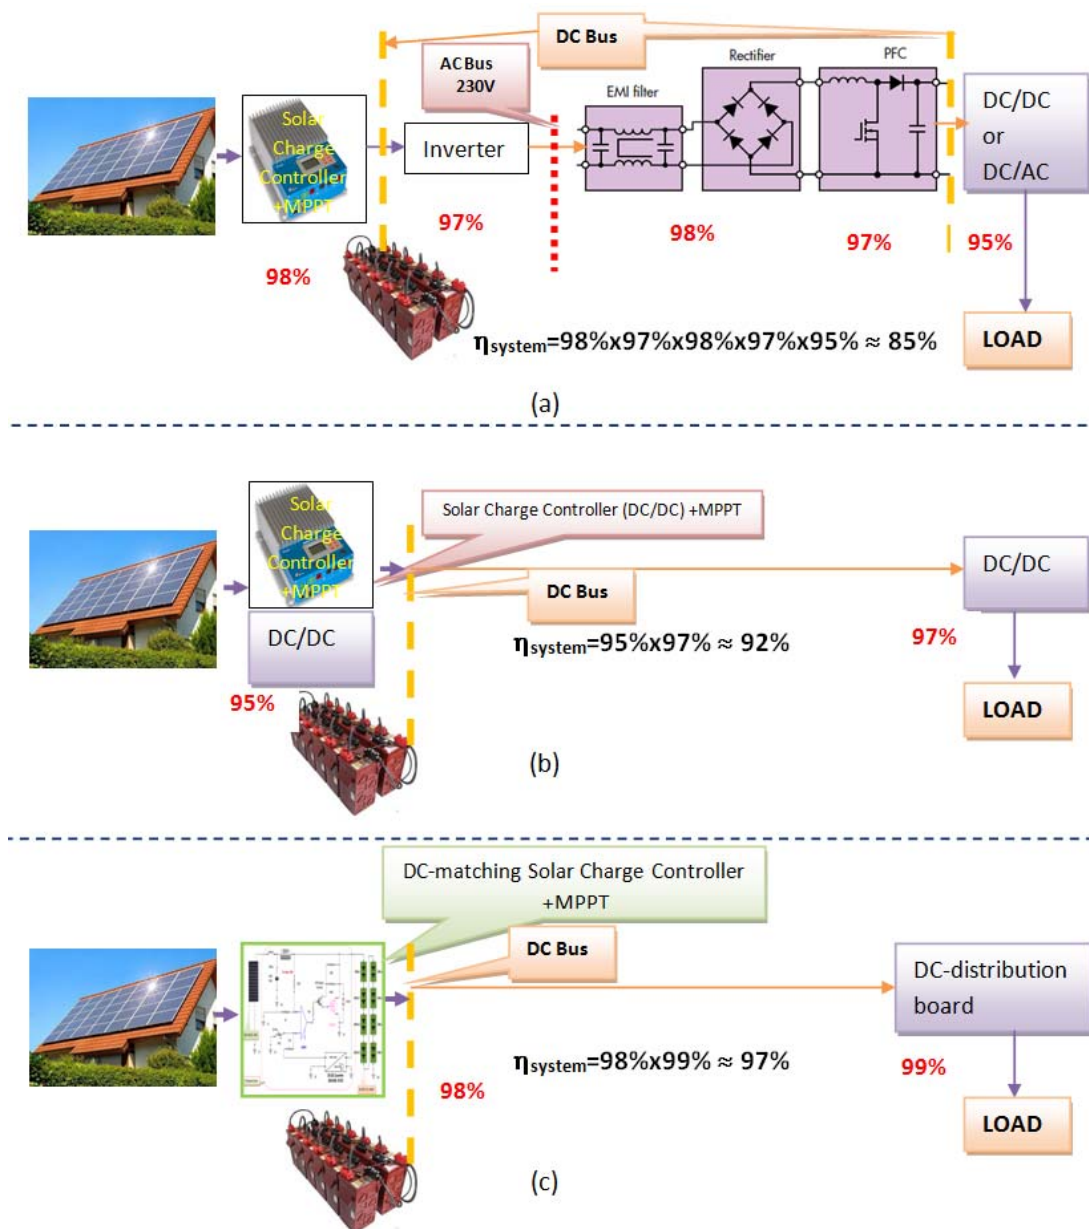 DC Bus
AC Bus
230V
EMI filter
Rectifier
PFC
Solar
Charge
Controller
+MPPT
Inverter
DC/DC
or
DC/AC
98%
97%
98%
97%
95%
LOAD
ηsystem=98%x97%x98%x97%x95% ≈ 85%
(a)
Solar
Charge
Controller
+MPPT
Solar Charge Controller (DC/DC) +MPPT
DC/DC
DC Bus
DC/DC
95%
ηsystem=95%x97% ≈ 92%
97%
LOAD
(b)
DC-matching Solar Charge Controller
+MPPT
DC Bus
DC-distribution
board
98%
ηsystem=98%x99% ≈ 97%
99%
LOAD
(c)